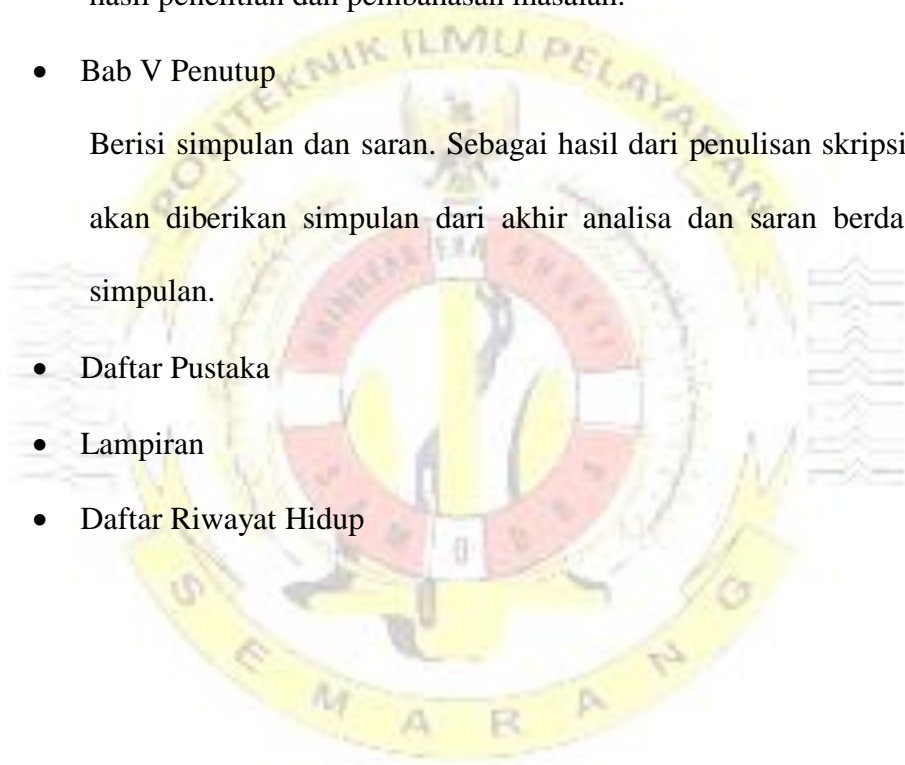 hasil penelitian dan pembahasan masalah.
• Bab V Penutup
Berisi simpulan dan saran. Sebagai hasil dari penulisan skripsi
akan diberikan simpulan dari akhir analisa dan saran berda
simpulan.
• Daftar Pustaka
• Lampiran
• Daftar Riwayat Hidup
POLITEKNIK ILMU PELAYARAN
SEMARANG